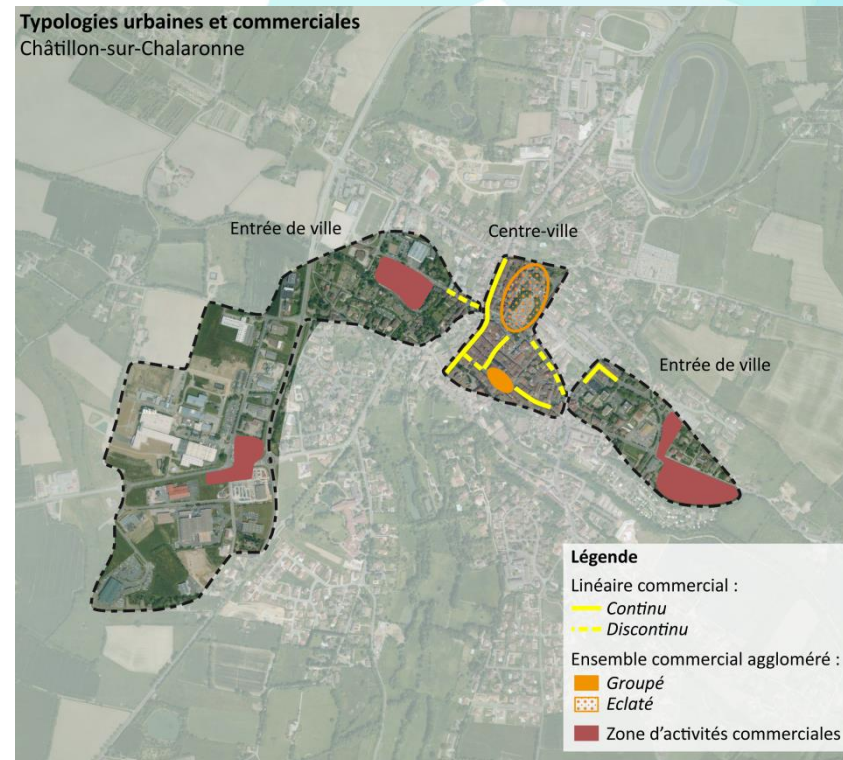 Typologies urbaines et commerciales
Châtillon-sur-Chalaronne
Entrée de ville
Centre-ville
Entrée de ville
Légende
Linéaire commercial :
Continu
Discontinu
Ensemble commercial aggloméré :
Groupé
Eclaté
Zone d'activités commerciales